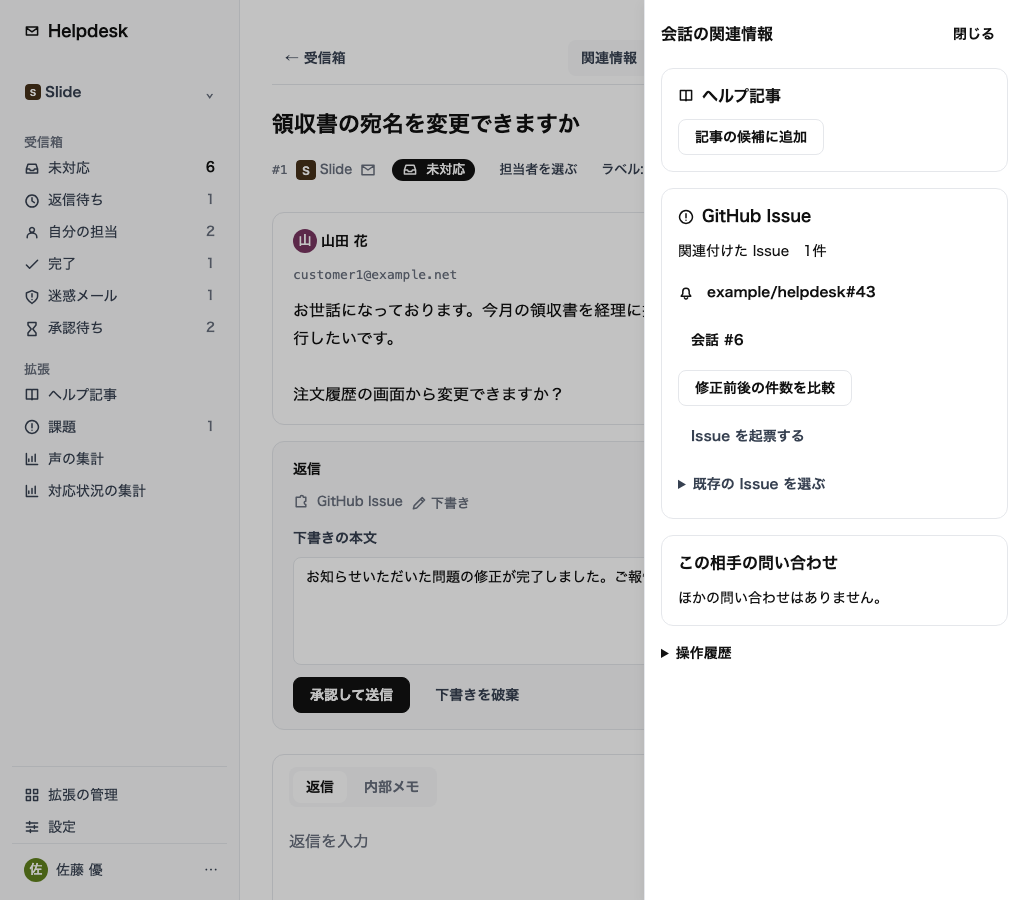 Helpdesk
S Slide
受信箱
未対応 6
返信待ち 1
自分の担当 2
完了 1
迷惑メール 1
承認待ち 2
拡張
ヘルプ記事
課題 1
声の集計
対応状況の集計
拡張の管理
設定
佐 佐藤 優 …
← 受信箱
関連情報
領収書の宛名を変更できますか
#1 S Slide 未対応 担当者を選ぶ ラベル:
山 山田 花
customer1@example.net
お世話になっております。今月の領収書を経理に
行したいです。
注文履歴の画面から変更できますか？
返信
GitHub Issue 下書き
下書きの本文
お知らせいただいた問題の修正が完了しました。ご報
承認して送信 下書きを破棄
返信 内部メモ
返信を入力
会話の関連情報 閉じる
ヘルプ記事
記事の候補に追加
GitHub Issue
関連付けた Issue 1件
example/helpdesk#43
会話 #6
修正前後の件数を比較
Issue を起票する
▶ 既存の Issue を選ぶ
この相手の問い合わせ
ほかの問い合わせはありません。
▶ 操作履歴